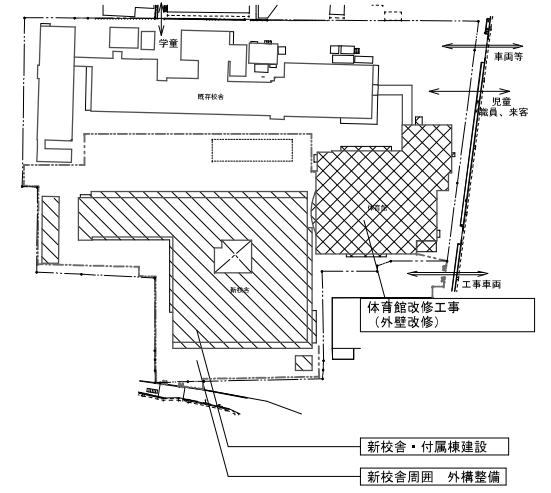 学童
車両等
既存校舎
児童
職員、来客
体育館
新校舎
工事車両
体育館改修工事
（外壁改修）
新校舎・付属棟建設
新校舎周囲　外構整備